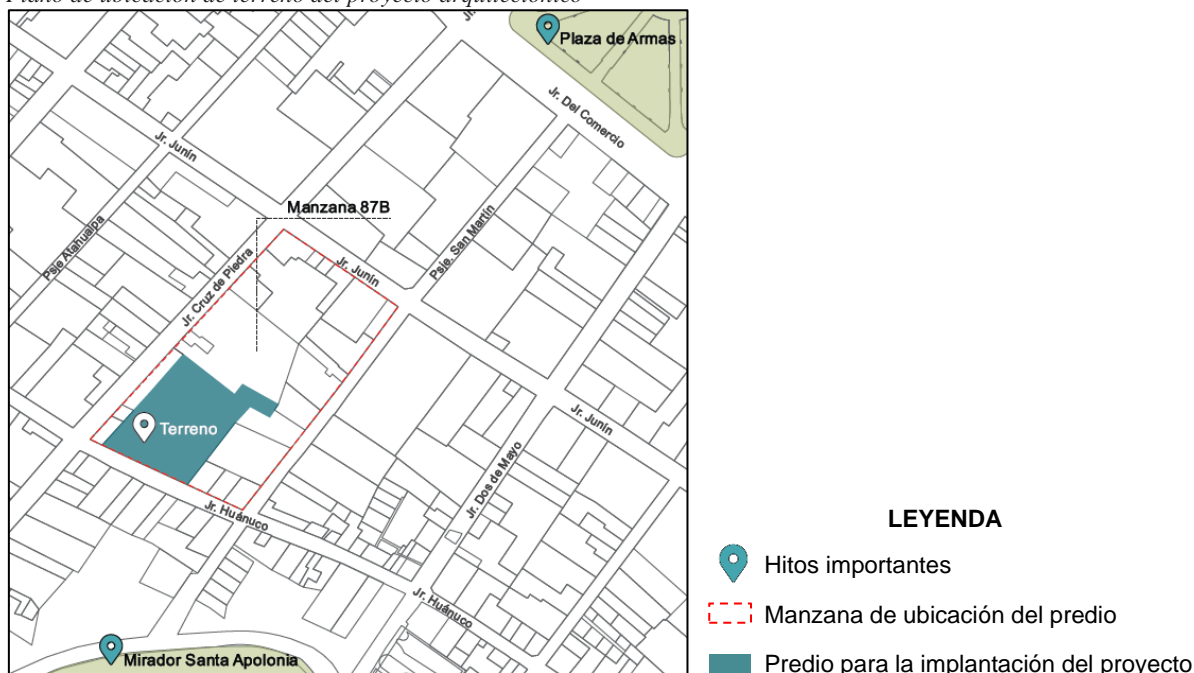 Plano de ubicación de terreno del proyecto arquitectónico
Plaza de Armas
Jr. Del Comercio
Jr. Junín
Manzana 87B
Psje. San Martín
Psje Atahualpa
Jr. Cruz de Piedra
Jr. Junín
Terreno
Jr. Junín
Jr. Dos de Mayo
Jr. Huánuco
Jr. Huánuco
Mirador Santa Apolonia
LEYENDA
Hitos importantes
Manzana de ubicación del predio
Predio para la implantación del proyecto